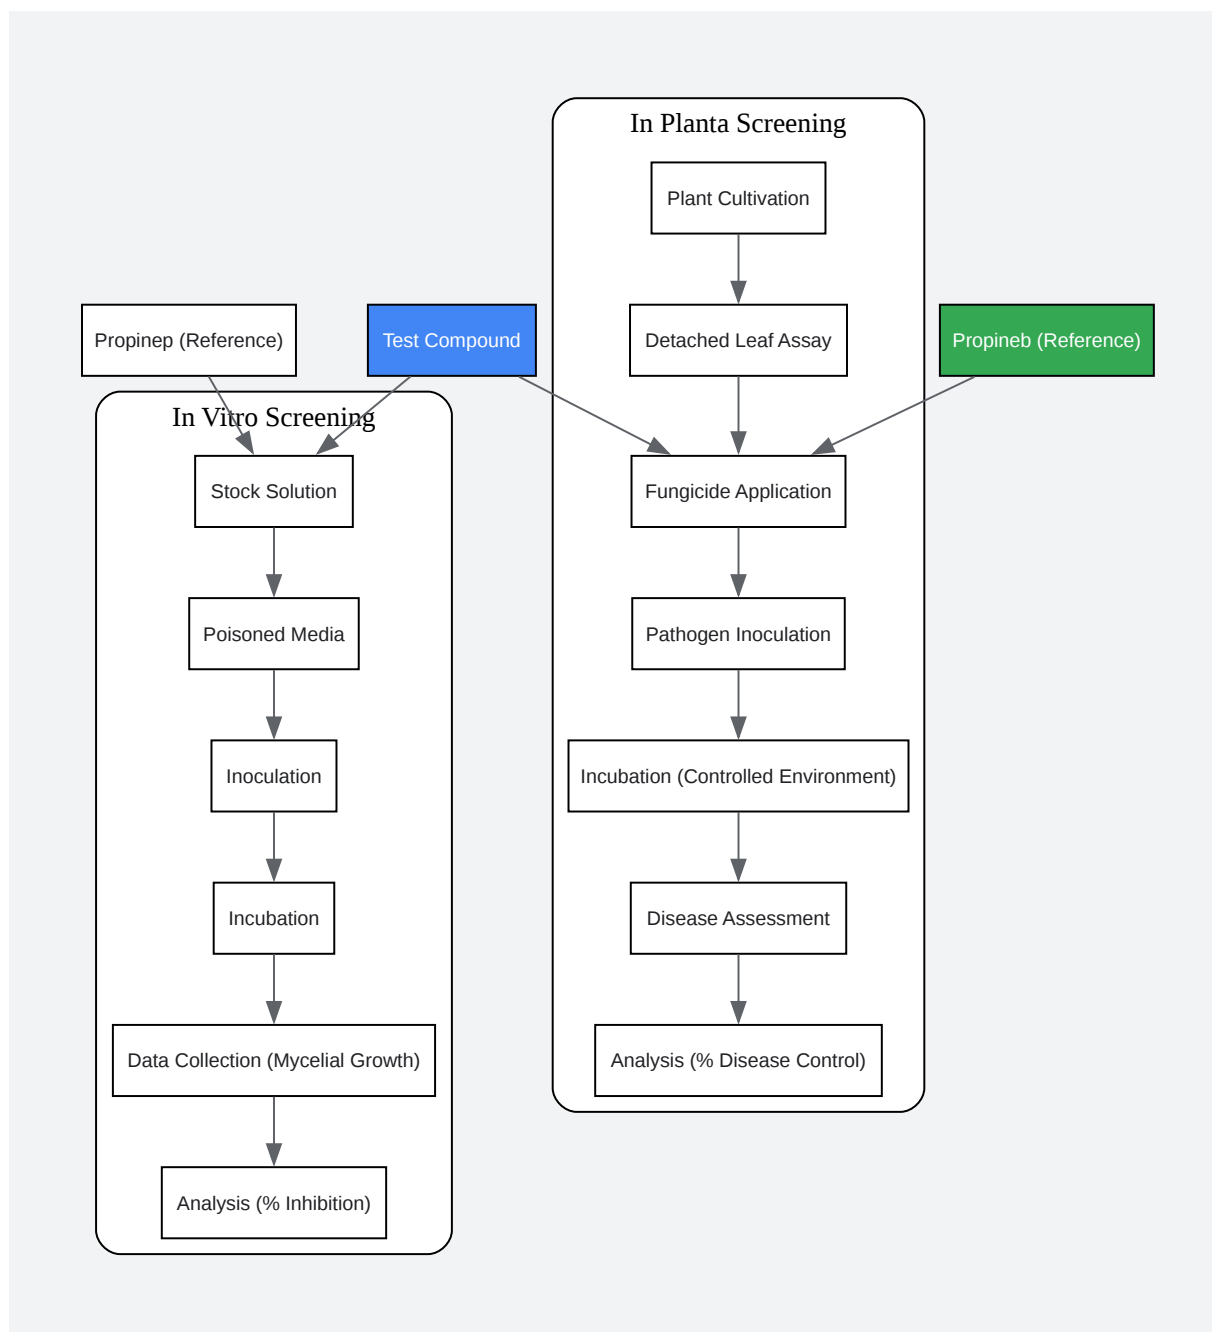 In Planta Screening
Plant Cultivation
Propinep (Reference)
Test Compound
Detached Leaf Assay
Propineb (Reference)
In Vitro Screening
Stock Solution
Fungicide Application
Poisoned Media
Pathogen Inoculation
Inoculation
Incubation (Controlled Environment)
Incubation
Disease Assessment
Data Collection (Mycelial Growth)
Analysis (% Disease Control)
Analysis (% Inhibition)